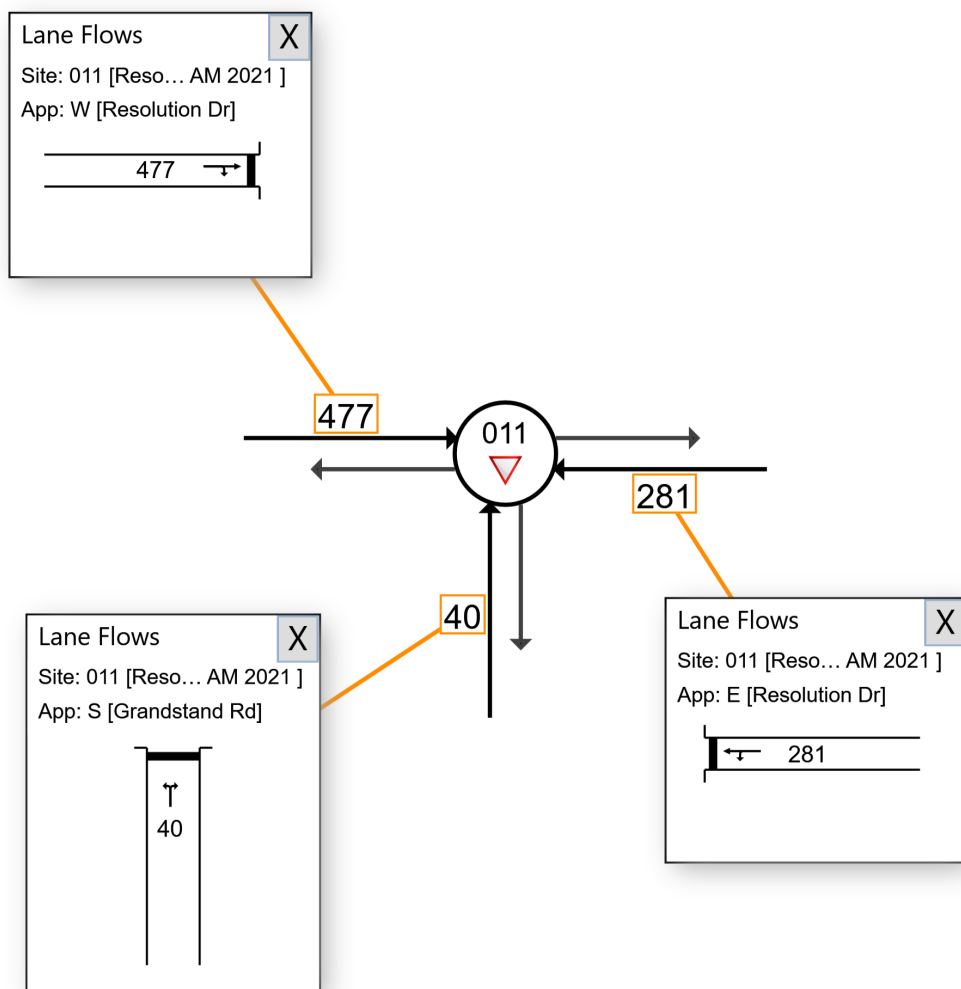 Lane Flows X
Site: 011 [Reso... AM 2021 ]
App: W [Resolution Dr]
477
477
011
281
40
Lane Flows X
Site: 011 [Reso... AM 2021 ]
App: S [Grandstand Rd]
40
Lane Flows X
Site: 011 [Reso... AM 2021 ]
App: E [Resolution Dr]
281